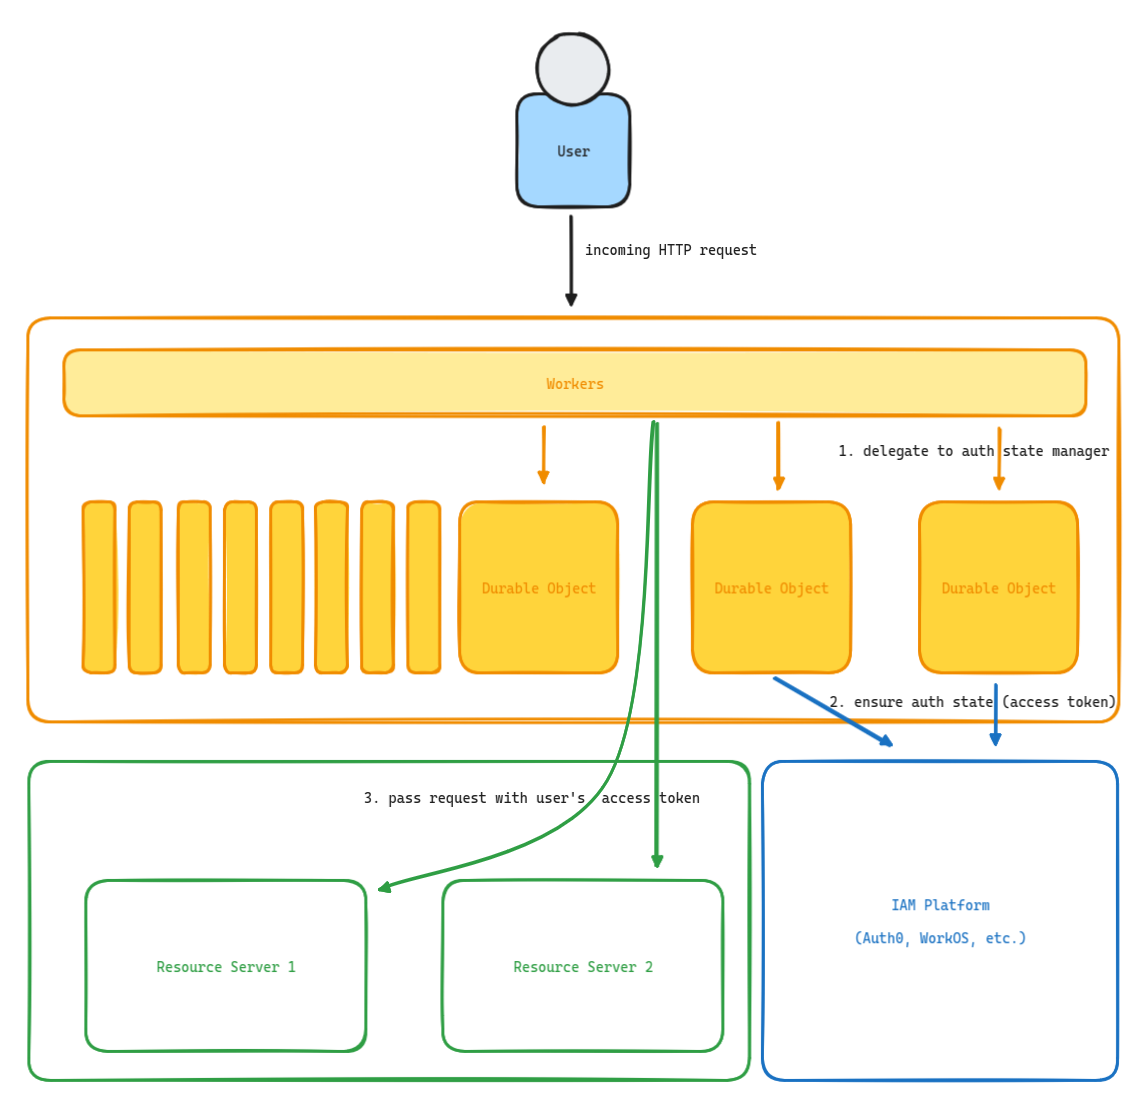 User
incoming HTTP request
Workers
1. delegate to auth state manager
Durable Object
Durable Object
Durable Object
2. ensure auth state (access token)
3. pass request with user's access token
IAM Platform
(Auth0, WorkOS, etc.)
Resource Server 1
Resource Server 2